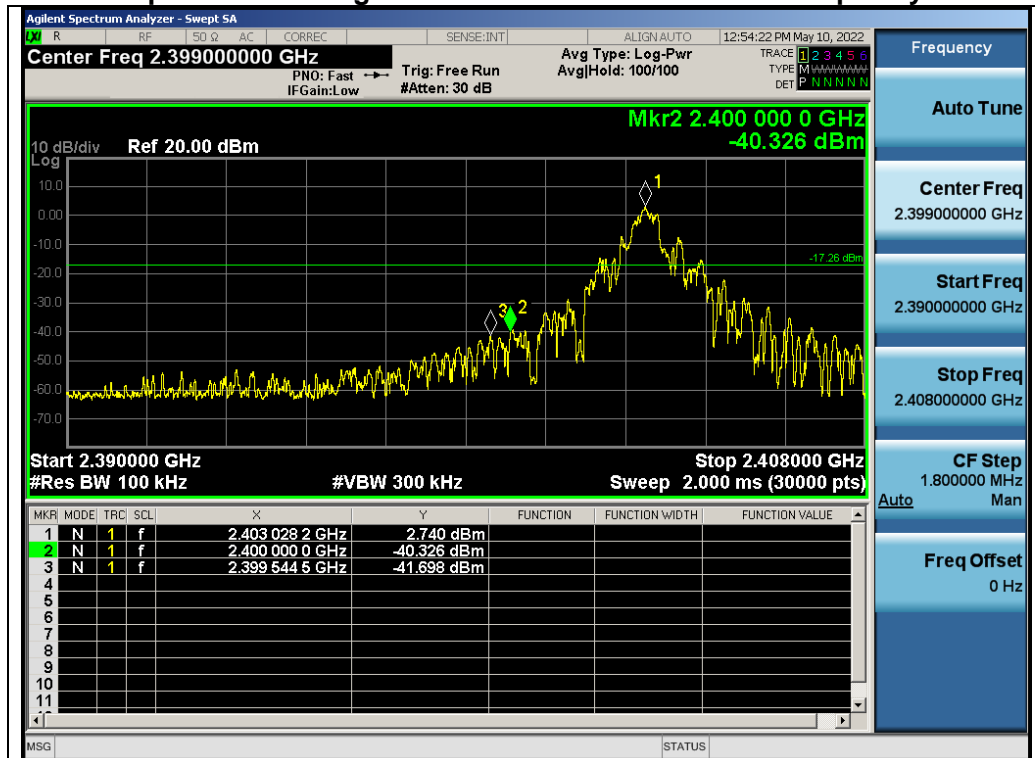 Agilent Spectrum Analyzer - Swept SA
LXI R RF 50 Ω AC CORREC SENSE:INT ALIGN AUTO 12:54:22 PM May 10, 2022
Center Freq 2.399000000 GHz
PNO: Fast
IFGain:Low
Trig: Free Run
#Atten: 30 dB
Avg Type: Log-Pwr
Avg|Hold: 100/100
TRACE 1 2 3 4 5 6
TYPE M
DET P N N N N N
Mkr2 2.400 000 0 GHz
-40.326 dBm
10 dB/div Ref 20.00 dBm
Log
10.0
0.00
-10.0
-20.0
-30.0
-40.0
-50.0
-60.0
-70.0
1
-17.26 dBm
3 2
Start 2.390000 GHz Stop 2.408000 GHz
#Res BW 100 kHz #VBW 300 kHz Sweep 2.000 ms (30000 pts)
MKR MODE TRC SCL X Y FUNCTION FUNCTION WIDTH FUNCTION VALUE
1 N 1 f 2.403 028 2 GHz 2.740 dBm
2 N 1 f 2.400 000 0 GHz -40.326 dBm
3 N 1 f 2.399 544 5 GHz -41.698 dBm
4
5
6
7
8
9
10
11
MSG STATUS
Frequency
Auto Tune
Center Freq
2.399000000 GHz
Start Freq
2.390000000 GHz
Stop Freq
2.408000000 GHz
CF Step
1.800000 MHz
Auto Man
Freq Offset
0 Hz